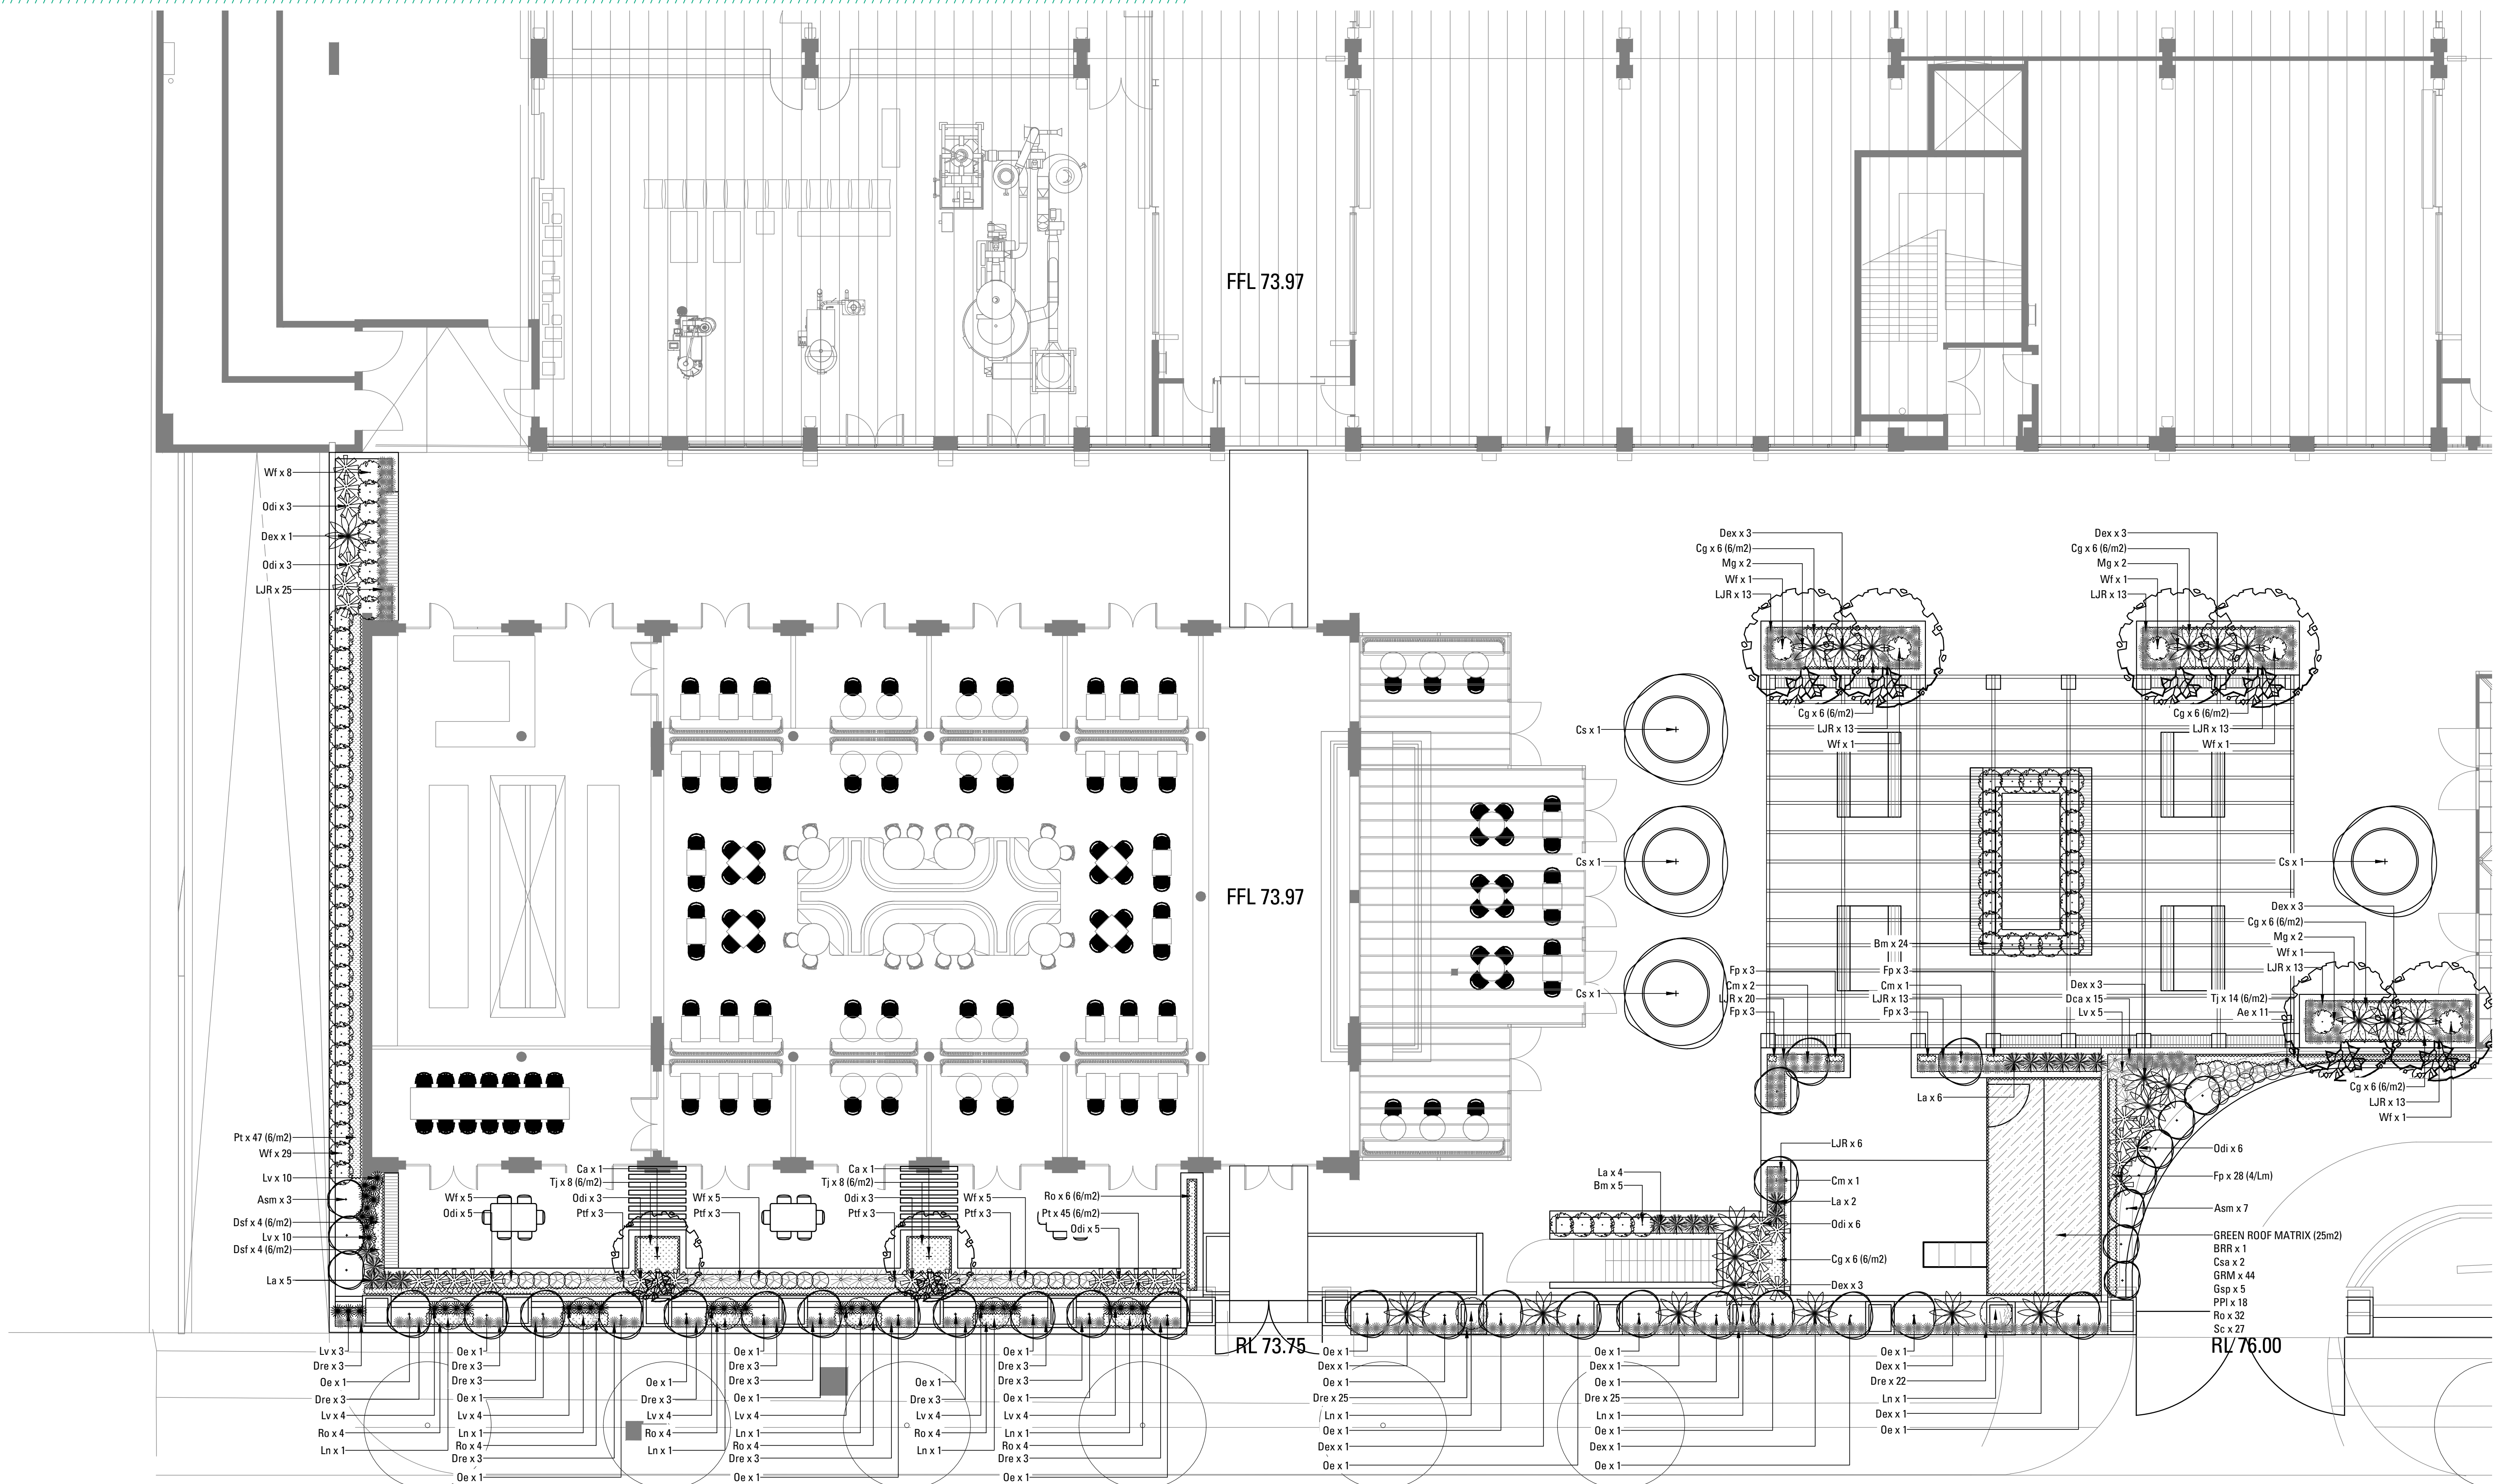 FFL 73.97
Wf x 8
Odi x 3
Dex x 1
Odi x 3
LJR x 25
Dex x 3
Cg x 6 (6/m2)
Mg x 2
Wf x 1
LJR x 13
Dex x 3
Cg x 6 (6/m2)
Mg x 2
Wf x 1
LJR x 13
Cg x 6 (6/m2)
LJR x 13
Wf x 1
Cg x 6 (6/m2)
LJR x 13
Wf x 1
Cs x 1
Cs x 1
Cs x 1
Cs x 1
FFL 73.97
Dex x 3
Cg x 6 (6/m2)
Mg x 2
Wf x 1
LJR x 13
Bm x 24
Fp x 3
Cm x 2
LJR x 20
Fp x 3
Fp x 3
Cm x 1
LJR x 13
Fp x 3
Dex x 3
Dca x 15
Lv x 5
Tj x 14 (6/m2)
Ae x 11
La x 6
Cg x 6 (6/m2)
LJR x 13
Wf x 1
Pt x 47 (6/m2)
Wf x 29
Lv x 10
Asm x 3
Dsf x 4 (6/m2)
Lv x 10
Dsf x 4 (6/m2)
La x 5
Wf x 5
Odi x 5
Ca x 1
Tj x 8 (6/m2)
Odi x 3
Ptf x 3
Wf x 5
Ptf x 3
Ca x 1
Tj x 8 (6/m2)
Odi x 3
Ptf x 3
Wf x 5
Ptf x 3
Ro x 6 (6/m2)
Pt x 45 (6/m2)
Odi x 5
La x 4
Bm x 5
LJR x 6
Cm x 1
La x 2
Odi x 6
Cg x 6 (6/m2)
Dex x 3
Odi x 6
Fp x 28 (4/Lm)
Asm x 7
GREEN ROOF MATRIX (25m2)
BRR x 1
Csa x 2
GRM x 44
Gsp x 5
PPI x 18
Ro x 32
Sc x 27
RL 73.75
RL 76.00
Lv x 3
Dre x 3
Oe x 1
Dre x 3
Lv x 4
Ro x 4
Ln x 1
Oe x 1
Dre x 3
Dre x 3
Oe x 1
Lv x 4
Ln x 1
Ro x 4
Dre x 3
Oe x 1
Oe x 1
Dre x 3
Lv x 4
Ro x 4
Ln x 1
Oe x 1
Dre x 3
Dre x 3
Oe x 1
Lv x 4
Ln x 1
Ro x 4
Dre x 3
Oe x 1
Oe x 1
Dre x 3
Lv x 4
Ro x 4
Ln x 1
Oe x 1
Dre x 3
Dre x 3
Oe x 1
Lv x 4
Ln x 1
Ro x 4
Dre x 3
Oe x 1
Oe x 1
Dex x 1
Oe x 1
Dre x 25
Ln x 1
Oe x 1
Dex x 1
Oe x 1
Oe x 1
Dex x 1
Oe x 1
Dre x 25
Ln x 1
Oe x 1
Dex x 1
Oe x 1
Oe x 1
Dex x 1
Dre x 22
Ln x 1
Dex x 1
Oe x 1